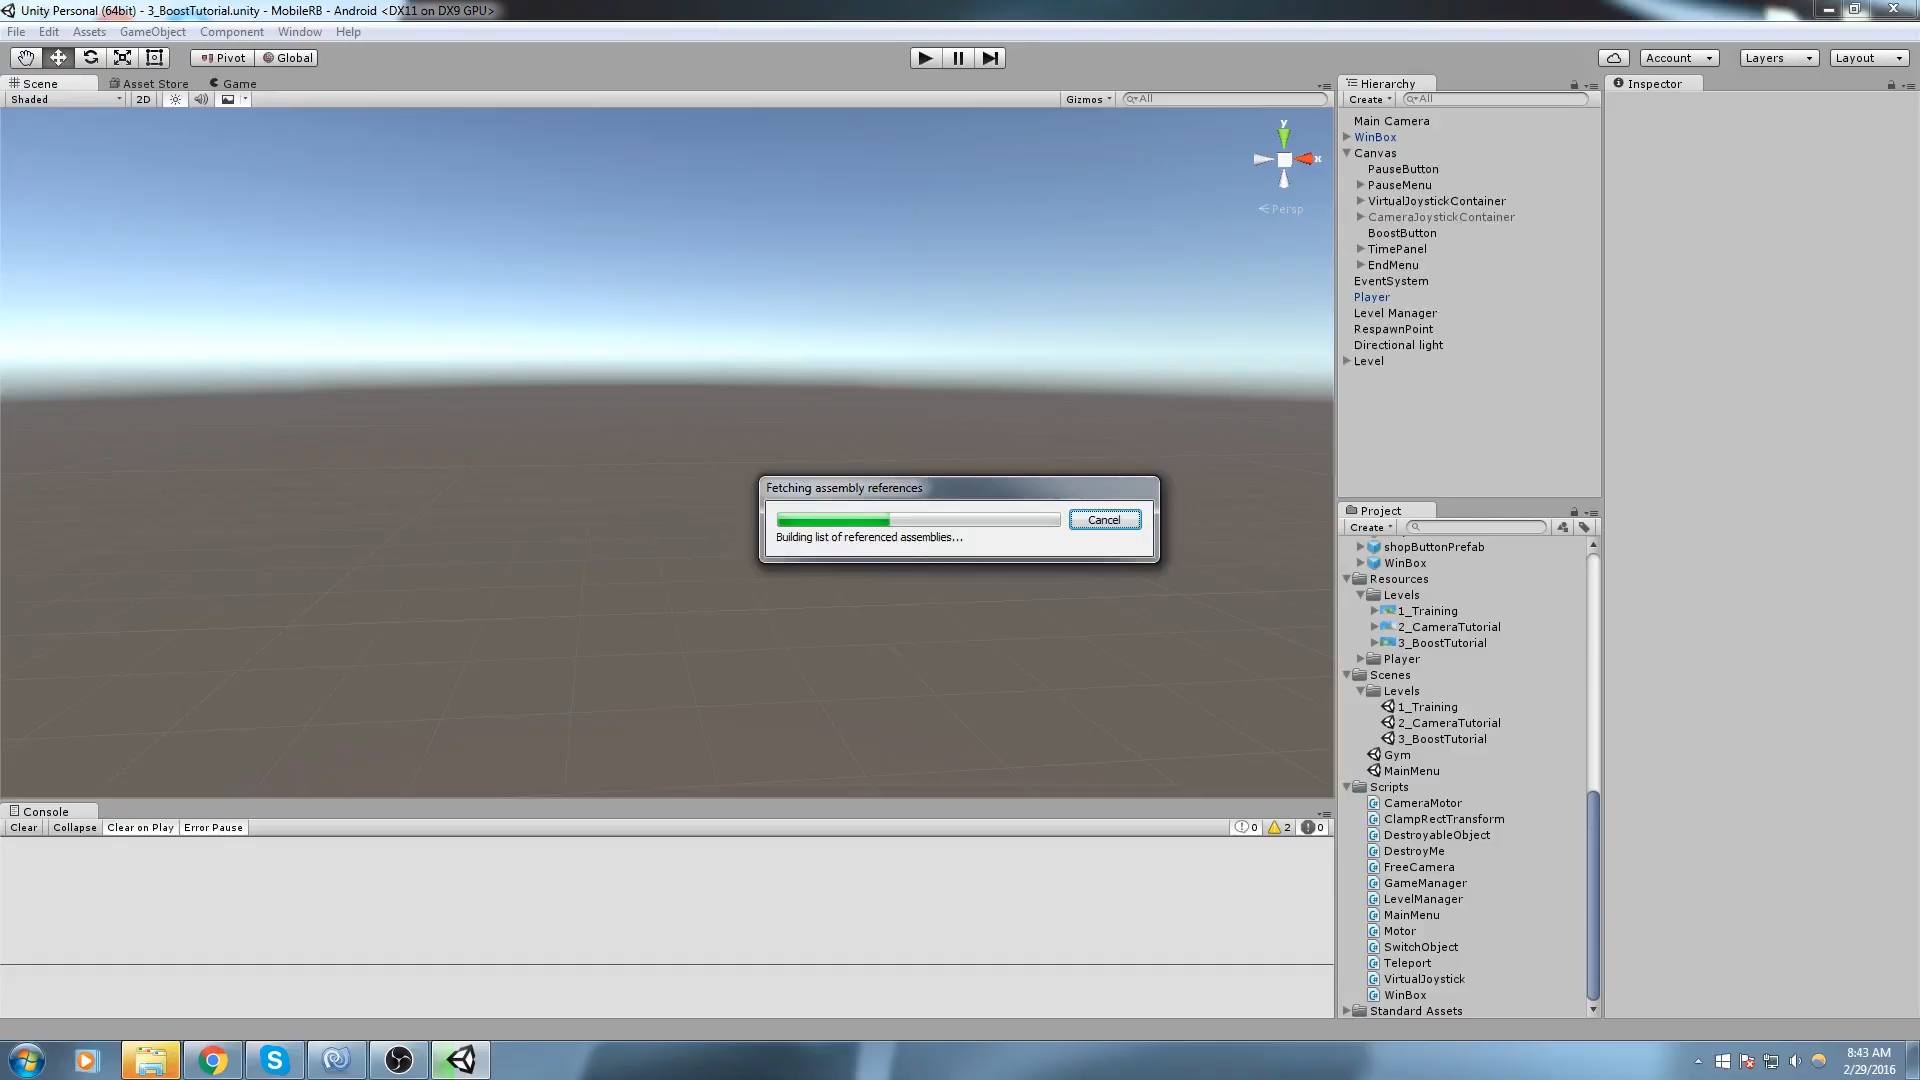 Unity Personal (64bit) - 3_BoostTutorial.unity - MobileRB - Android <DX11 on DX9 GPU>
File Edit Assets GameObject Component Window Help
Pivot Global Account Layers Layout
Scene Asset Store Game
Shaded 2D Gizmos All
y
x
Persp
Hierarchy
Create All
Main Camera
WinBox
Canvas
PauseButton
PauseMenu
VirtualJoystickContainer
CameraJoystickContainer
BoostButton
TimePanel
EndMenu
EventSystem
Player
Level Manager
RespawnPoint
Directional light
Level
Inspector
Fetching assembly references
Cancel
Building list of referenced assemblies...
Project
Create
shopButtonPrefab
WinBox
Resources
Levels
1_Training
2_CameraTutorial
3_BoostTutorial
Player
Scenes
Levels
1_Training
2_CameraTutorial
3_BoostTutorial
Gym
MainMenu
Scripts
CameraMotor
ClampRectTransform
DestroyableObject
DestroyMe
FreeCamera
GameManager
LevelManager
MainMenu
Motor
SwitchObject
Teleport
VirtualJoystick
WinBox
Standard Assets
Console
Clear Collapse Clear on Play Error Pause 0 2 0
8:43 AM
2/29/2016